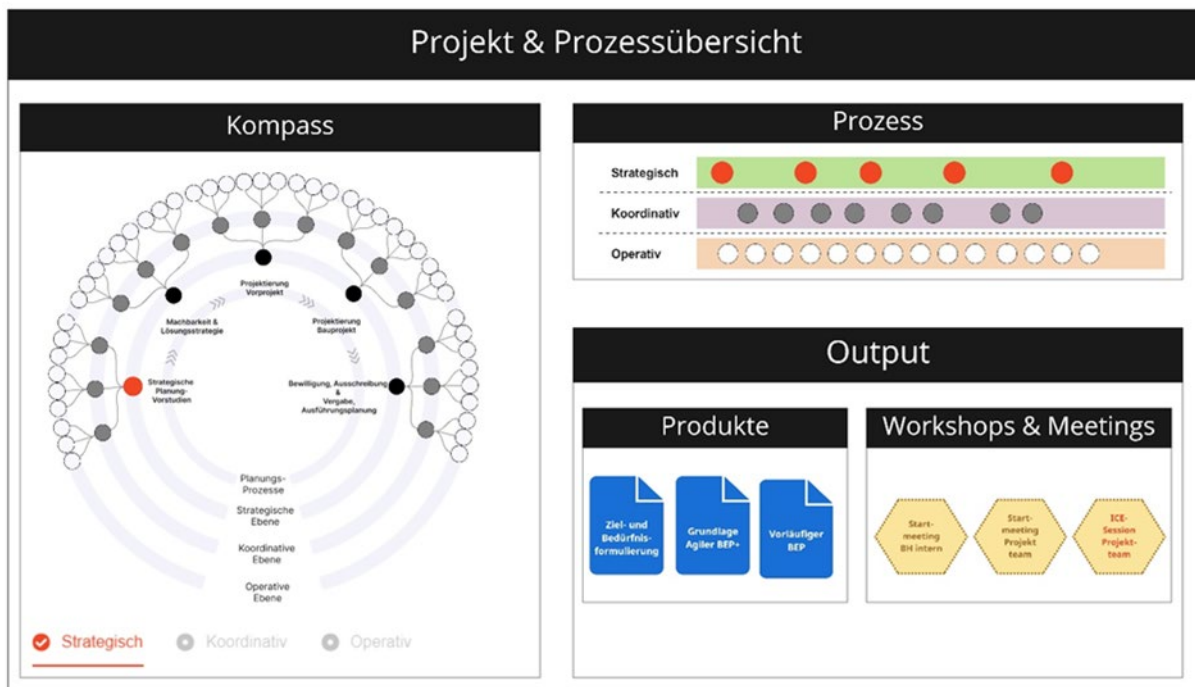 Projekt & Prozessübersicht
Kompass
Projektierung
Vorprojekt
Machbarkeit &
Lösungsstrategie
Projektierung
Bauprojekt
Strategische
Planung-
Vorstudien
Bewilligung, Ausschreibung
&
Vergabe,
Ausführungsplanung
Planungs-
Prozesse
Strategische
Ebene
Koordinative
Ebene
Operative
Ebene
Strategisch
Koordinativ
Operativ
Prozess
Strategisch
Koordinativ
Operativ
Output
Produkte
Ziel- und
Bedürfnis-
formulierung
Grundlage
Agiler BEP+
Vorläufiger
BEP
Workshops & Meetings
Start-
meeting
BH intern
Start-
meeting
Projekt
team
ICE-
Session
Projekt-
team